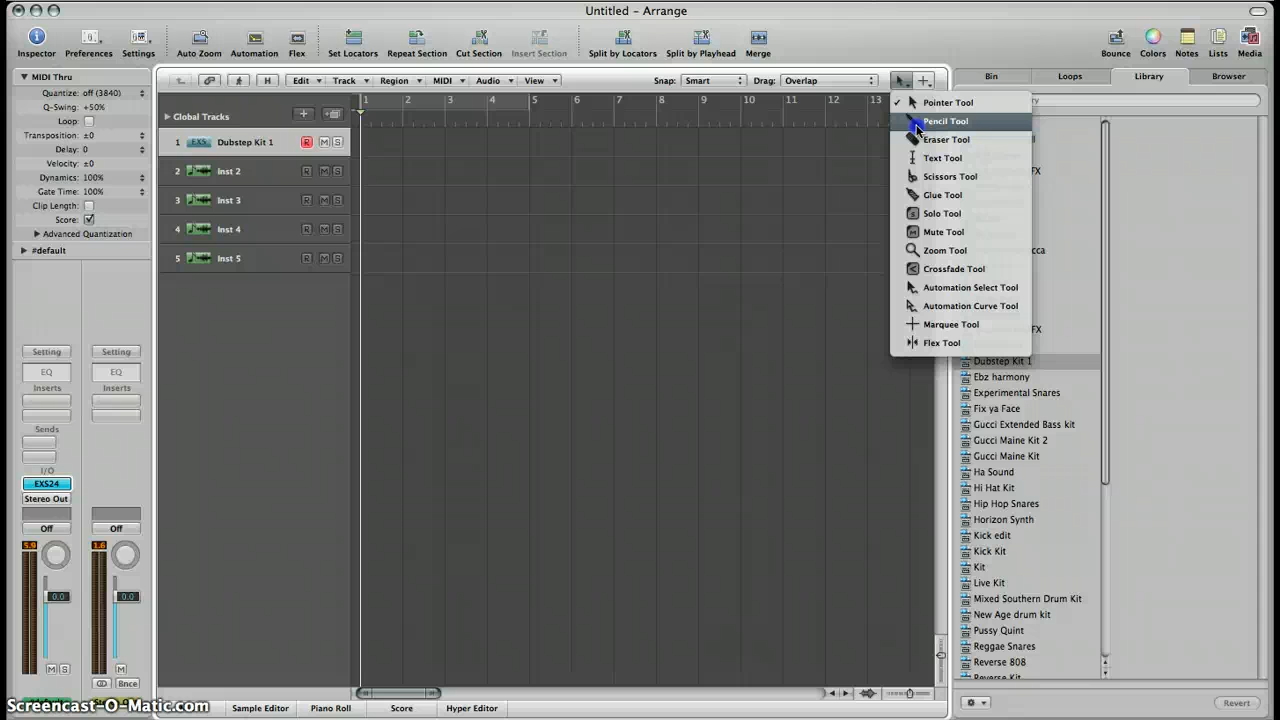 Untitled - Arrange
Inspector
Preferences
Settings
Auto Zoom
Automation
Flex
Set Locators
Repeat Section
Cut Section
Insert Section
Split by Locators
Split by Playhead
Merge
Bounce
Colors
Notes
Lists
Media
MIDI Thru
Quantize: off (3840)
Q-Swing: +50%
Loop:
Transposition: ±0
Delay: 0
Velocity: ±0
Dynamics: 100%
Gate Time: 100%
Clip Length:
Score:
Advanced Quantization
#default
Setting
Setting
EQ
EQ
Inserts
Inserts
Sends
I/O
EXS24
Stereo Out
Off
Off
5.9
1.6
0.0
0.0
M S
M
Bnce
H
Edit
Track
Region
MIDI
Audio
View
Snap: Smart
Drag: Overlap
Global Tracks
1 2 3 4 5 6 7 8 9 10 11 12 13
1 EXS Dubstep Kit 1 R M S
2 Inst 2 R M S
3 Inst 3 R M S
4 Inst 4 R M S
5 Inst 5 R M S
Pointer Tool
Pencil Tool
Eraser Tool
Text Tool
Scissors Tool
Glue Tool
Solo Tool
Mute Tool
Zoom Tool
Crossfade Tool
Automation Select Tool
Automation Curve Tool
Marquee Tool
Flex Tool
Bin
Loops
Library
Browser
Dubstep Kit 1
Ebz harmony
Experimental Snares
Fix ya Face
Gucci Extended Bass kit
Gucci Maine Kit 2
Gucci Maine Kit
Ha Sound
Hi Hat Kit
Hip Hop Snares
Horizon Synth
Kick edit
Kick Kit
Kit
Live Kit
Mixed Southern Drum Kit
New Age drum kit
Pussy Quint
Reggae Snares
Reverse 808
Reverse Kit
Revert
Sample Editor
Piano Roll
Score
Hyper Editor
Screencast-O-Matic.com